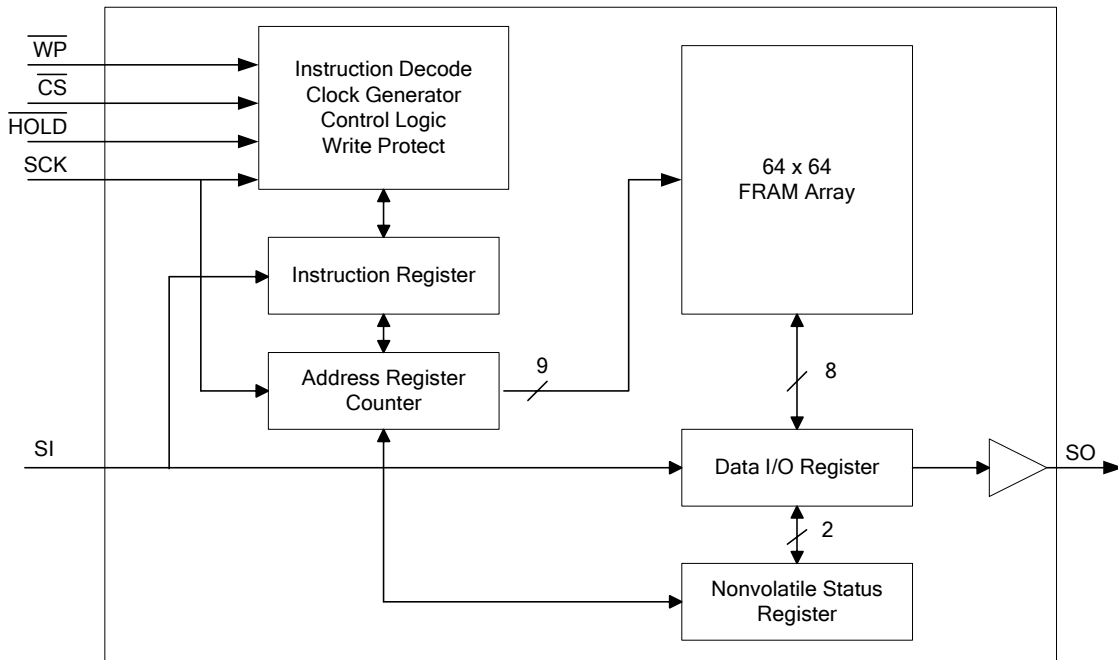 WP
CS
HOLD
SCK
Instruction Decode
Clock Generator
Control Logic
Write Protect
64 x 64
FRAM Array
Instruction Register
Address Register
Counter
9
8
SI
Data I/O Register
SO
2
Nonvolatile Status
Register